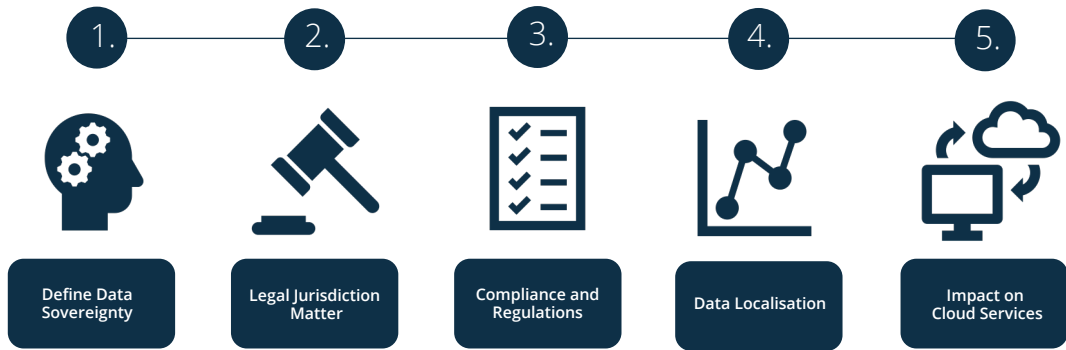 1.
2.
3.
4.
5.
Define Data
Sovereignty
Legal Jurisdiction
Matter
Compliance and
Regulations
Data Localisation
Impact on
Cloud Services